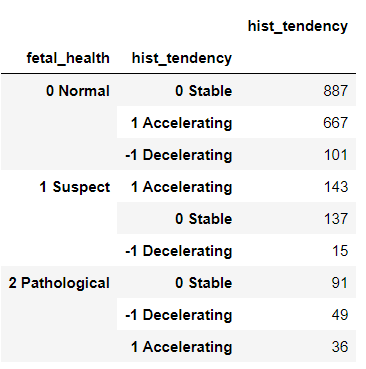 hist_tendency
fetal_health hist_tendency
0 Normal 0 Stable 887
1 Accelerating 667
-1 Decelerating 101
1 Suspect 1 Accelerating 143
0 Stable 137
-1 Decelerating 15
2 Pathological 0 Stable 91
-1 Decelerating 49
1 Accelerating 36